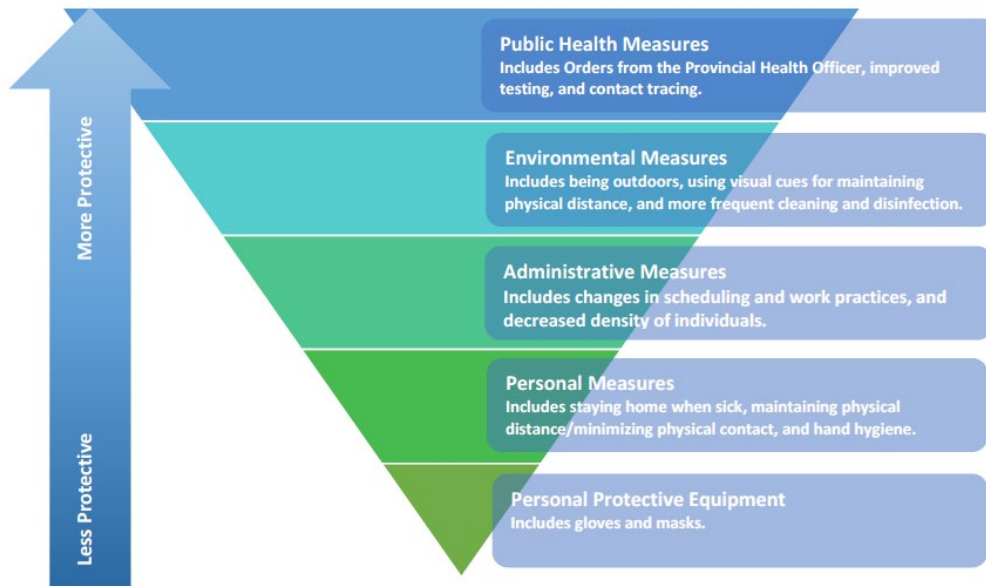 Public Health Measures
Includes Orders from the Provincial Health Officer, improved
testing, and contact tracing.
Environmental Measures
Includes being outdoors, using visual cues for maintaining
physical distance, and more frequent cleaning and disinfection.
Administrative Measures
Includes changes in scheduling and work practices, and
decreased density of individuals.
Personal Measures
Includes staying home when sick, maintaining physical
distance/minimizing physical contact, and hand hygiene.
Personal Protective Equipment
Includes gloves and masks.
More Protective
Less Protective